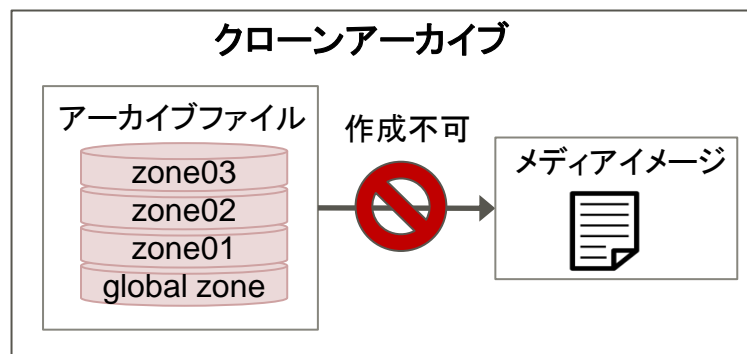 クローンアーカイブ
アーカイブファイル
zone03
zone02
zone01
global zone
作成不可
メディアイメージ